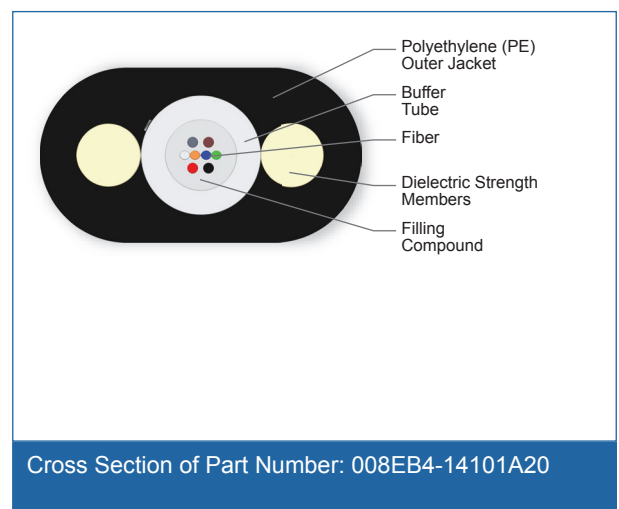 Polyethylene (PE)
Outer Jacket
Buffer
Tube
Fiber
Dielectric Strength
Members
Filling
Compound
Cross Section of Part Number: 008EB4-14101A20